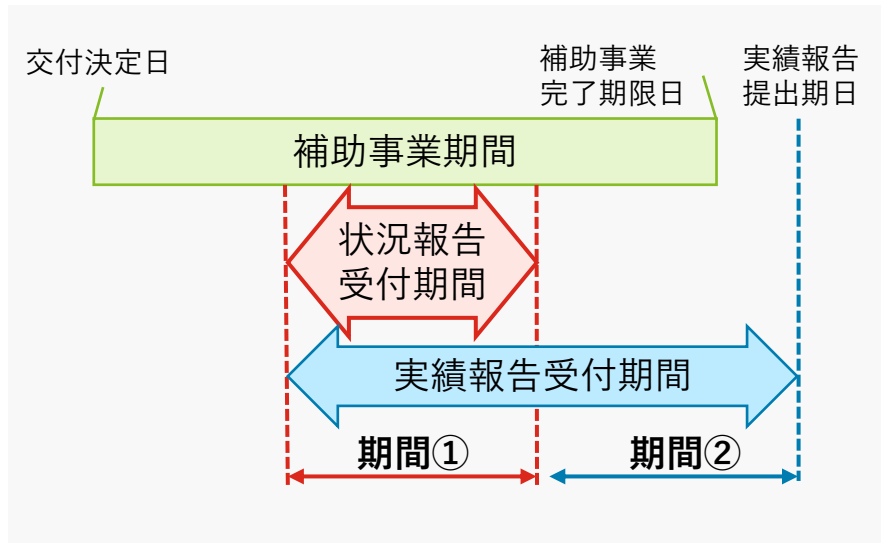 交付決定日
補助事業
完了期限日
実績報告
提出期日
補助事業期間
状況報告
受付期間
実績報告受付期間
期間①
期間②